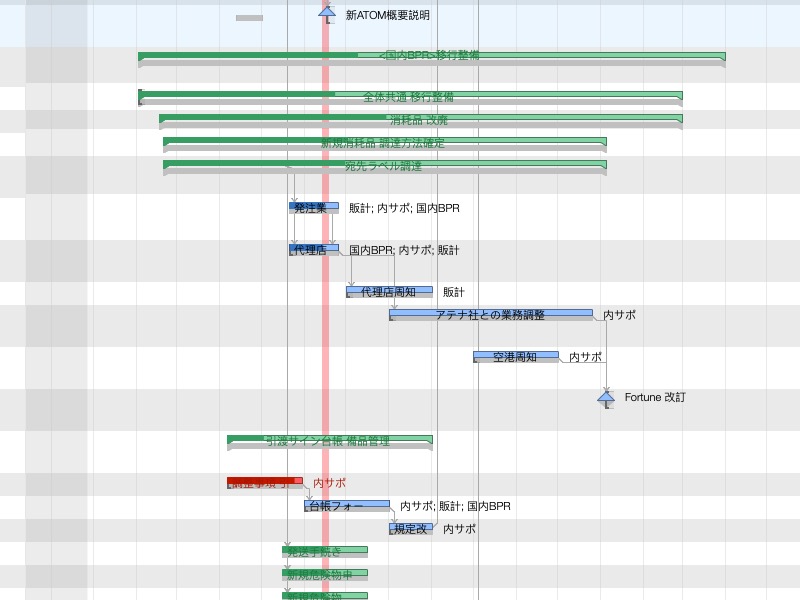 新ATOM概要説明
<国内BPR>移行整備
全体共通 移行整備
消耗品 改廃
新規消耗品 調達方法確定
宛先ラベル調達
発注業 販計; 内サポ; 国内BPR
代理店 国内BPR; 内サポ; 販計
代理店周知 販計
アテナ社との業務調整 内サポ
空港周知 内サポ
Fortune 改訂
引渡サイン台帳 備品管理
調整事項 内サポ
台帳フォー 内サポ; 販計; 国内BPR
規定改 内サポ
発送手続き
新規危険物車
新規危険物